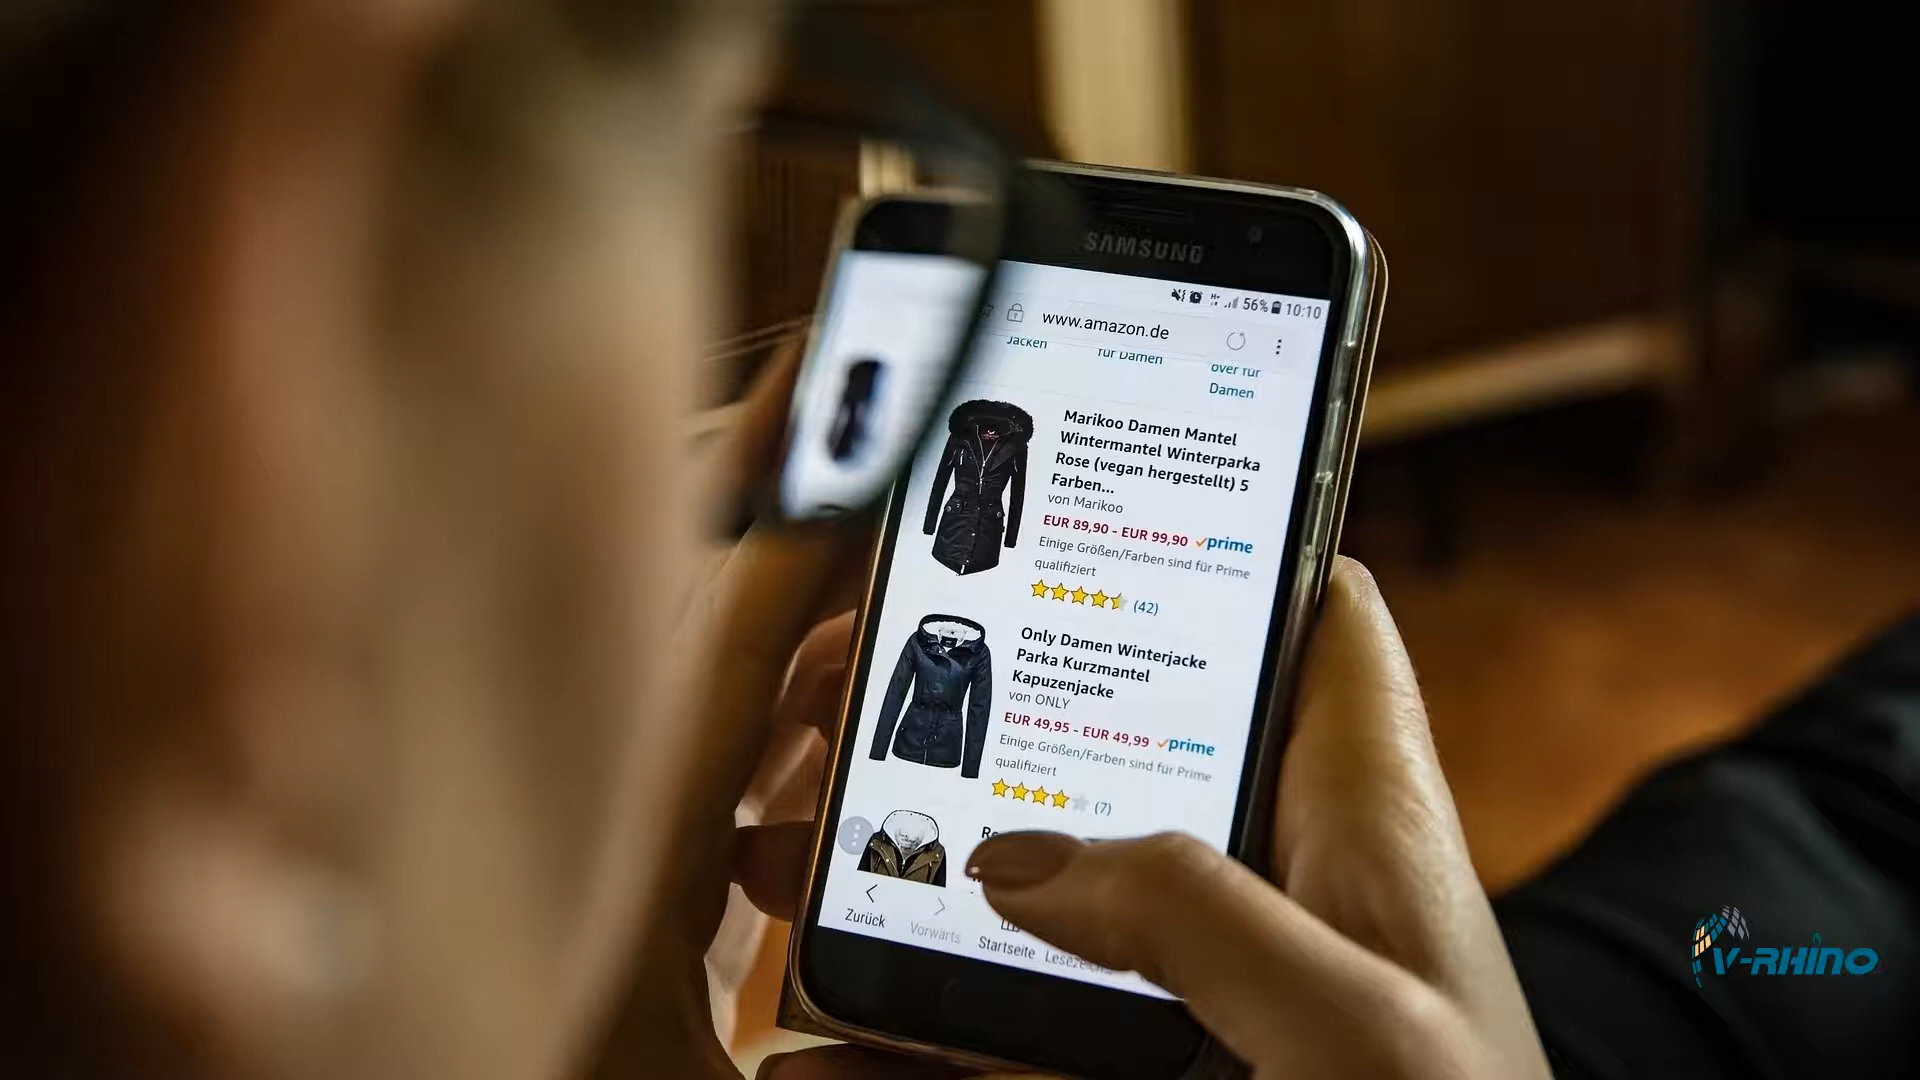 SAMSUNG
56% 10:10
www.amazon.de
Jacken
für Damen
over für
Damen
Marikoo Damen Mantel
Wintermantel Winterparka
Rose (vegan hergestellt) 5
Farben...
von Marikoo
EUR 89,90 - EUR 99,90 prime
Einige Größen/Farben sind für Prime
qualifiziert
(42)
Only Damen Winterjacke
Parka Kurzmantel
Kapuzenjacke
von ONLY
EUR 49,95 - EUR 49,99 prime
Einige Größen/Farben sind für Prime
qualifiziert
(7)
Zurück
Vorwärts
Startseite
V-RHINO